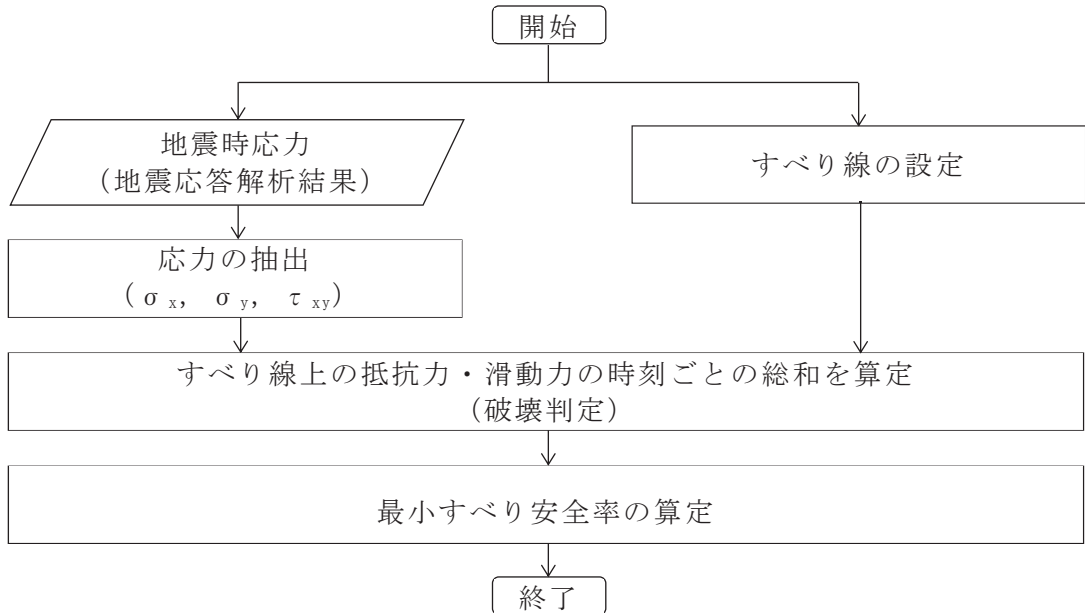 開始
地震時応力
（地震応答解析結果）
すべり線の設定
応力の抽出
（σx, σy, τxy）
すべり線上の抵抗力・滑動力の時刻ごとの総和を算定
（破壊判定）
最小すべり安全率の算定
終了